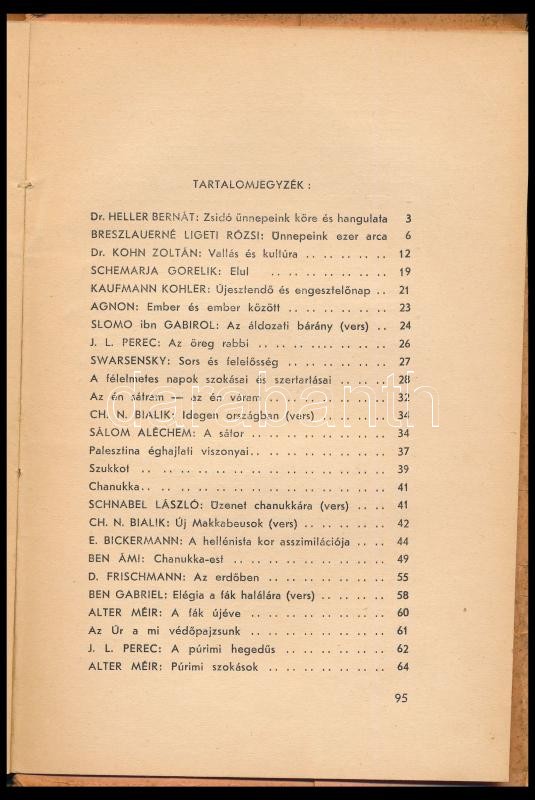 TARTALOMJEGYZÉK :
Dr. HELLER BERNÁT: Zsidó ünnepeink köre és hangulata 3
BRESZLAUERNÉ LIGETI RÓZSI: Ünnepeink ezer arca 6
Dr. KOHN ZOLTÁN: Vallás és kultúra .. .. .. .. .. .. 12
SCHEMARJA GORELIK: Elul .. .. .. .. .. .. .. 19
KAUFMANN KOHLER: Újesztendő és engesztelőnap .. .. 21
AGNON: Ember és ember között .. .. .. .. .. .. .. 23
SLOMO ibn GABIROL: Az áldozati bárány (vers) .. .. 24
J. L. PEREC: Az öreg rabbi .. .. .. .... .. .. .. 26
SWARSENSKY: Sors és felelősség .. .. .. .. .. .. .. 27
A félelmetes napok szokásai és szertartásai .. .. .. .. 28
Az én sátram — az én váram .. .. .. .. .. .. .. .. 32
CH. N. BIALIK: Idegen országban (vers) .. .. .. .. .. 34
SÁLOM ALÉCHEM: A sátor .. .. .. .. .. .. .. .. .. 34
Palesztina éghajlati viszonyai.. .. .. .. .. .. .. .. 37
Szukkot .. .. .. .. .. .. .. .. .. .. .. .. .. 39
Chanukka.. .. .. .. .. .. .. .. .. .. .. .. .. 41
SCHNABEL LÁSZLÓ: Üzenet chanukkára (vers) .. .. 41
CH. N. BIALIK: Új Makkabeusok (vers) .. .. .. .. .. 42
E. BICKERMANN: A hellénista kor asszimilációja .. .. 44
BEN ÁMI: Chanukka-est .. .. .. .. .. .. .. .. .. 49
D. FRISCHMANN: Az erdőben .. .. .. .. .. .. .. 55
BEN GABRIEL: Elégia a fák halálára (vers) .. .. .. .. 58
ALTER MÉIR: A fák újéve .. .. .. .. .. .. .. .. 60
Az Úr a mi védőpajzsunk .. .. .. .. .. .. .. .. 61
J. L. PEREC: A púrimi hegedűs .. .. .. .. .. .. .. 62
ALTER MÉIR: Púrimi szokások .. .. .. .. .. .. .. 64
95
darabanth